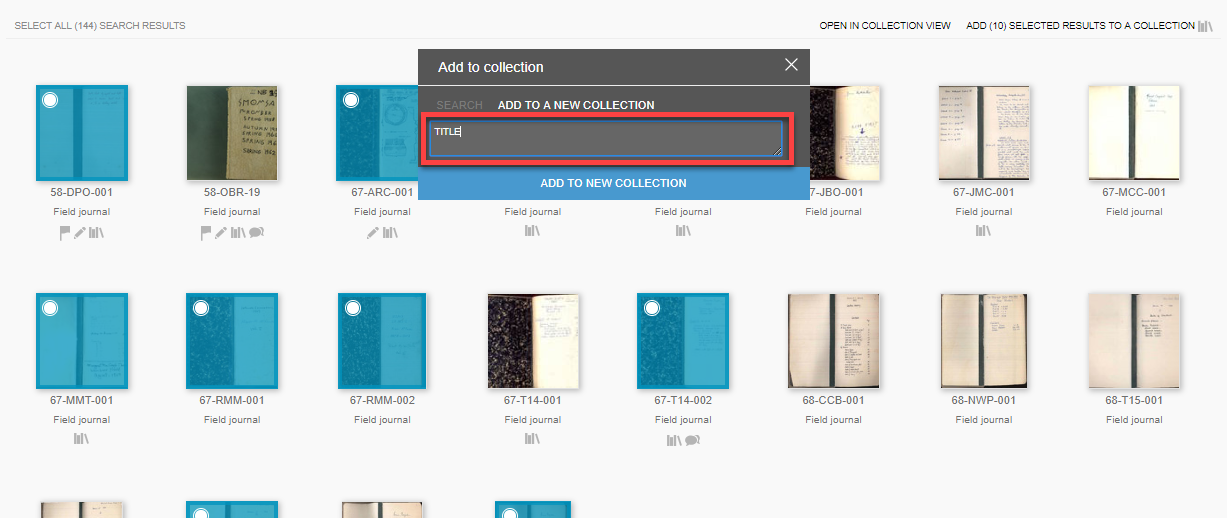 SELECT ALL (144) SEARCH RESULTS
OPEN IN COLLECTION VIEW
ADD (10) SELECTED RESULTS TO A COLLECTION
Add to collection
SEARCH
ADD TO A NEW COLLECTION
TITLE
ADD TO NEW COLLECTION
58-DPO-001
58-OBR-19
67-ARC-001
7-JBO-001
67-JMC-001
67-MCC-001
Field journal
Field journal
Field journal
Field journal
Field journal
Field journal
Field journal
Field journal
67-MMT-001
67-RMM-001
67-RMM-002
67-T14-001
67-T14-002
68-CCB-001
68-NWP-001
68-T15-001
Field journal
Field journal
Field journal
Field journal
Field journal
Field journal
Field journal
Field journal